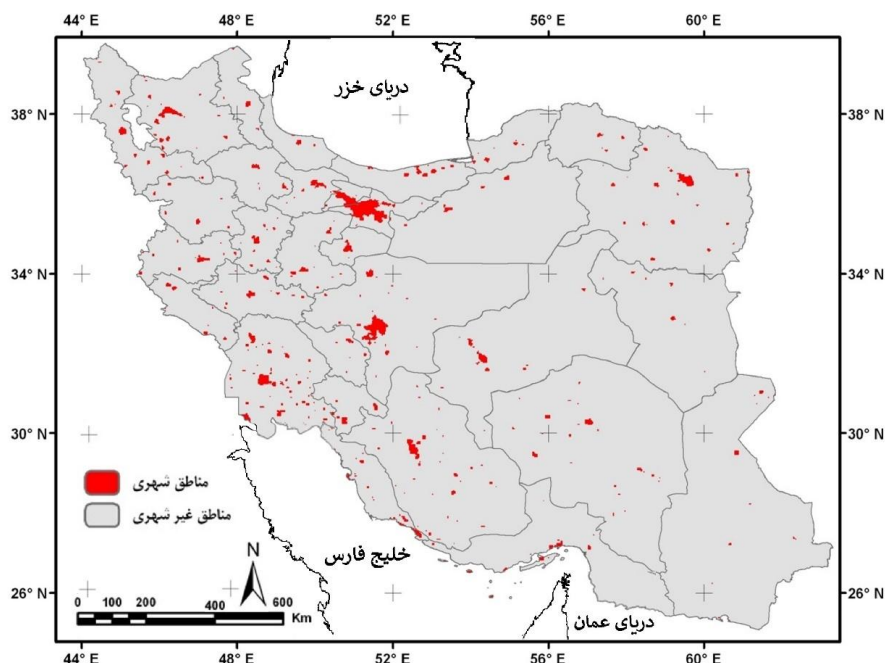 44° E 48° E 52° E 56° E 60° E
دریای خزر
38° N 38° N
34° N 34° N
30° N 30° N
مناطق شهری
مناطق غیر شهری
خلیج فارس
N
26° N 26° N
0 100 200 400 600
Km
دریای عمان
44° E 48° E 52° E 56° E 60° E